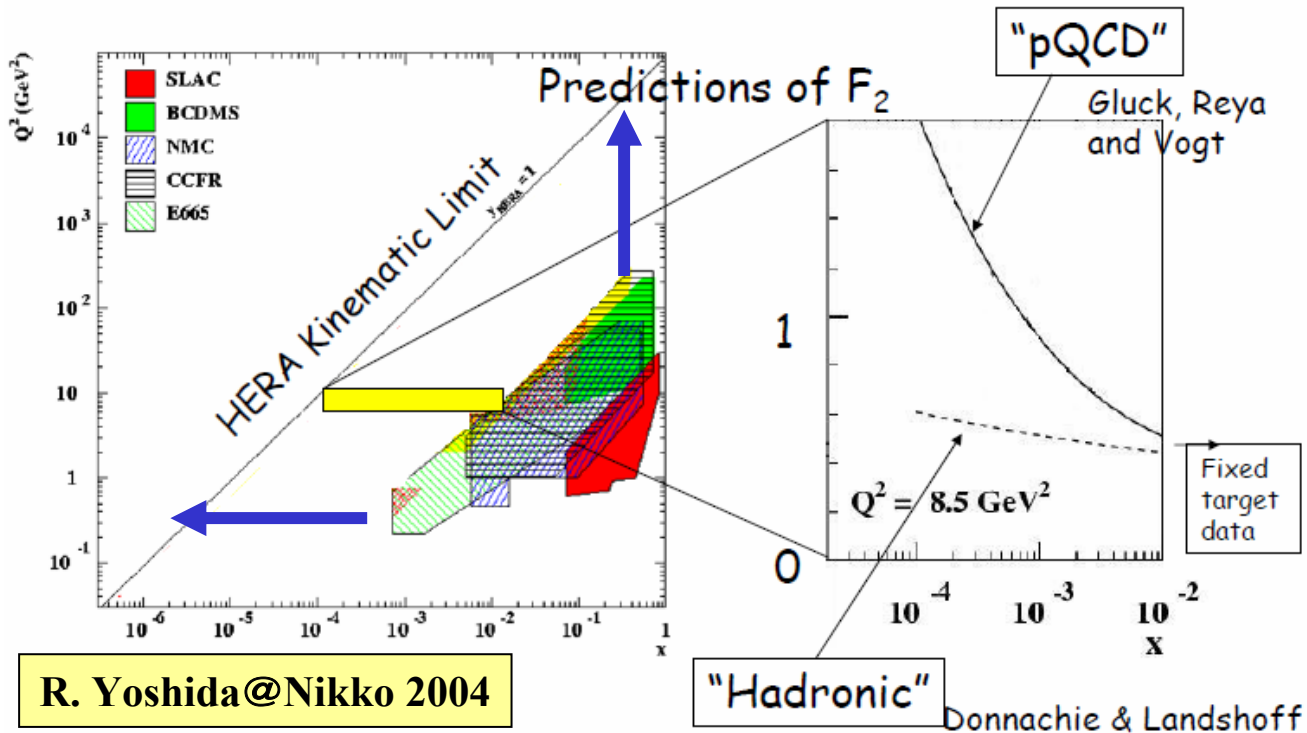 "pQCD"
Predictions of F₂
Gluck, Reya
and Vogt
Q² (GeV²)
SLAC
BCDMS
NMC
CCFR
E665
HERA Kinematic Limit
y_HERA = 1
10⁴
10³
10²
10
1
10⁻¹
10⁻⁶ 10⁻⁵ 10⁻⁴ 10⁻³ 10⁻² 10⁻¹ 1
x
1
0
Q² = 8.5 GeV²
Fixed
target
data
10⁻⁴ 10⁻³ 10⁻²
x
"Hadronic"
Donnachie & Landshoff
R. Yoshida@Nikko 2004